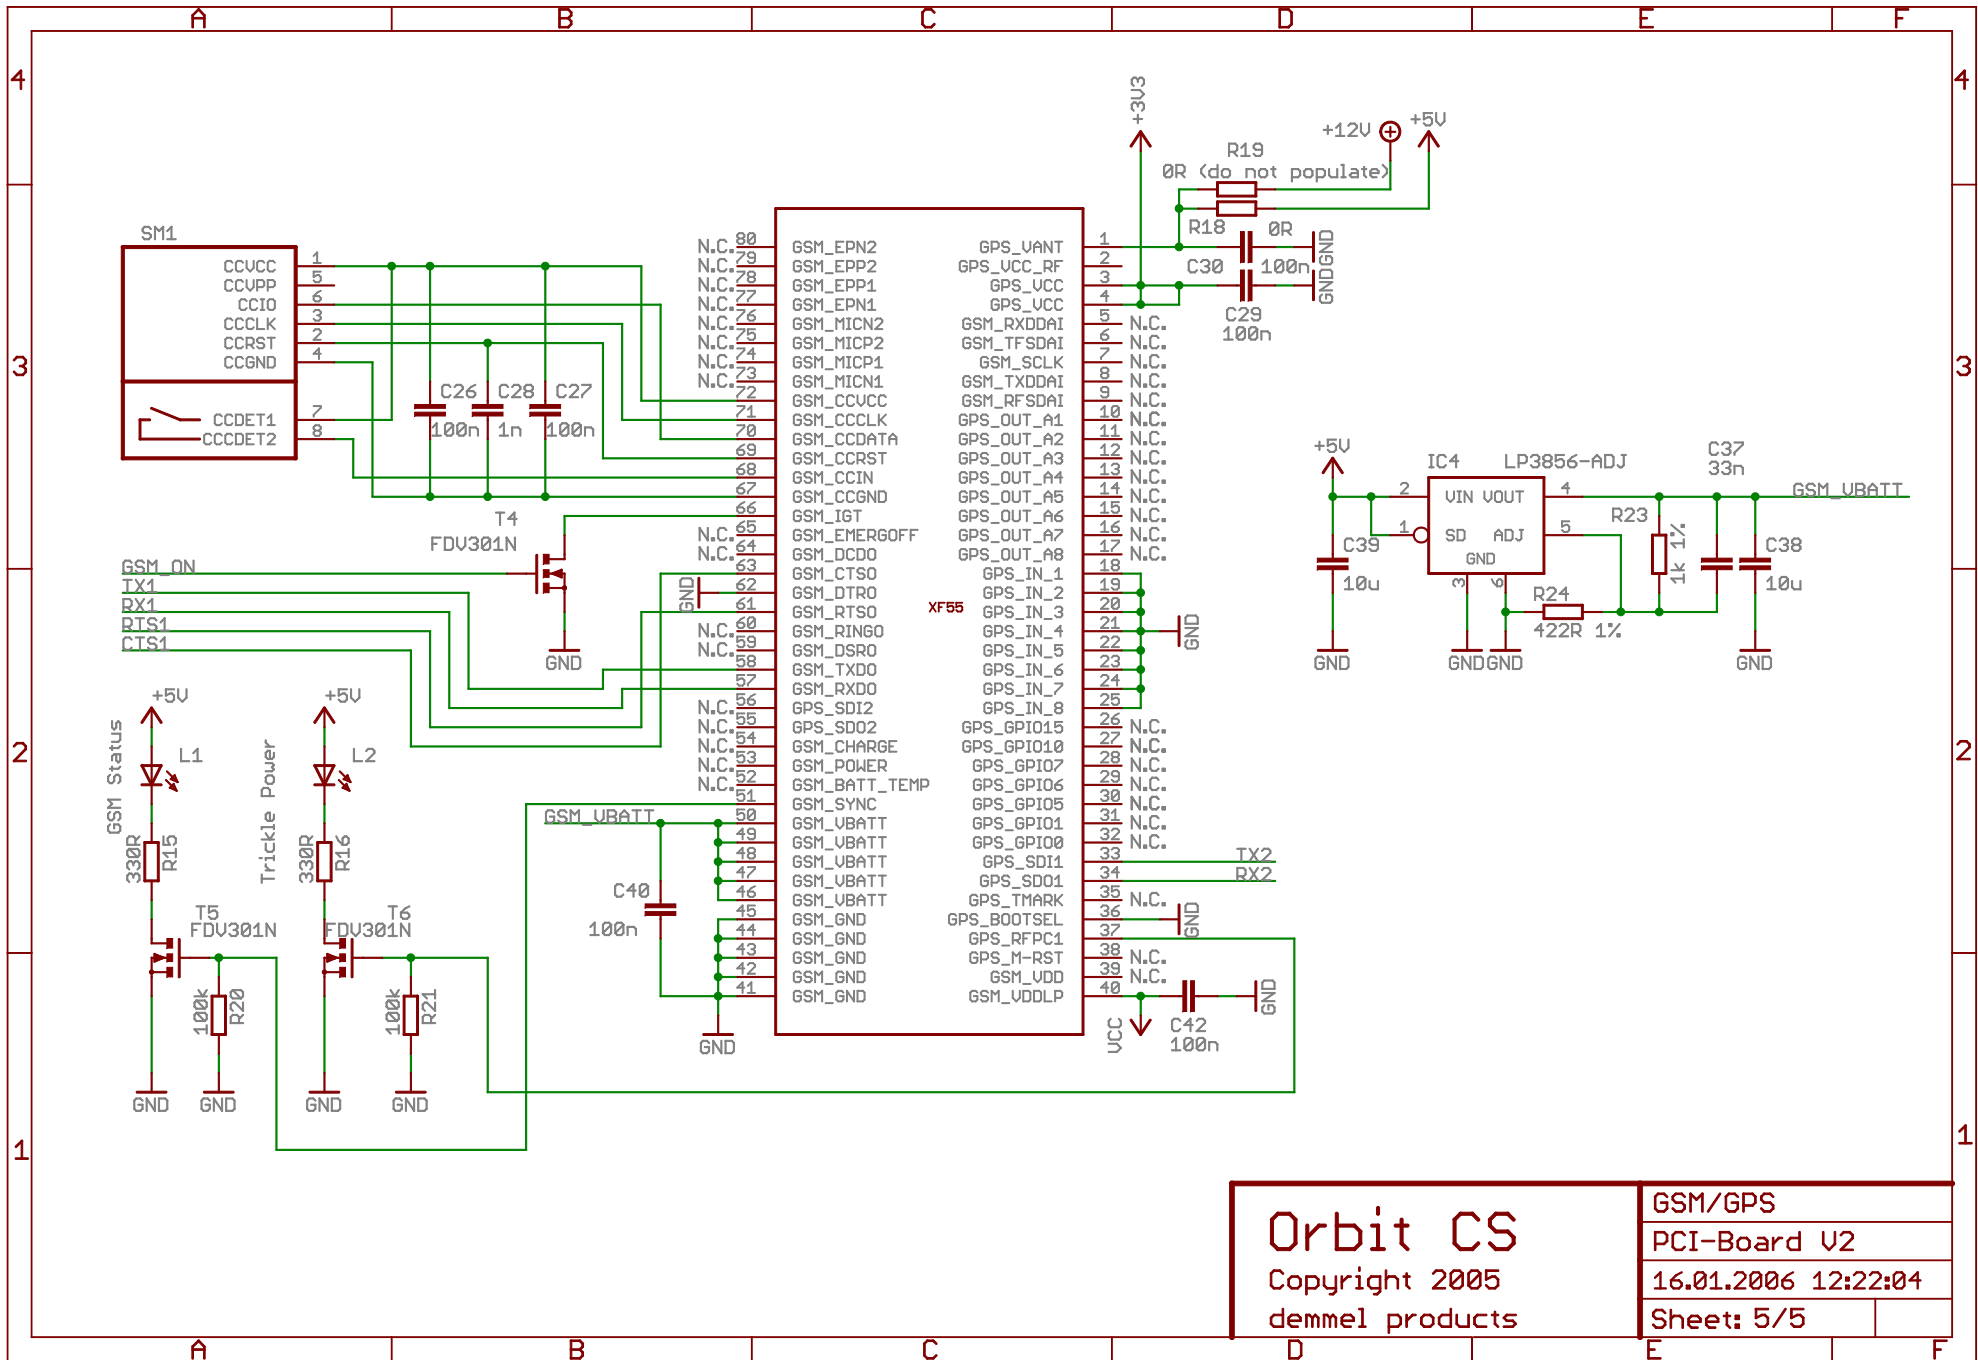 A B C D E F
4 4
3 3
2 2
1 1
+3V3
+12V
+5V
R19
0R (do not populate)
R18 0R
C30 100n
GND
GND
C29
100n
SM1
CCVCC 1
CCVPP 5
CCIO 6
CCCLK 3
CCRST 2
CCGND 4
CCDET1 7
CCCDET2 8
C26
100n
C28
1n
C27
100n
T4
FDV301N
GND
GSM_ON
TX1
RX1
RTS1
CTS1
GND
XF55
N.C. 80 GSM_EPN2
N.C. 79 GSM_EPP2
N.C. 78 GSM_EPP1
N.C. 77 GSM_EPN1
N.C. 76 GSM_MICN2
N.C. 75 GSM_MICP2
N.C. 74 GSM_MICP1
N.C. 73 GSM_MICN1
72 GSM_CCVCC
71 GSM_CCCLK
70 GSM_CCDATA
69 GSM_CCRST
68 GSM_CCIN
67 GSM_CCGND
66 GSM_IGT
N.C. 65 GSM_EMERGOFF
N.C. 64 GSM_DCD0
63 GSM_CTS0
62 GSM_DTR0
61 GSM_RTS0
N.C. 60 GSM_RING0
N.C. 59 GSM_DSR0
58 GSM_TXD0
57 GSM_RXD0
N.C. 56 GPS_SDI2
N.C. 55 GPS_SDO2
N.C. 54 GSM_CHARGE
N.C. 53 GSM_POWER
N.C. 52 GSM_BATT_TEMP
51 GSM_SYNC
50 GSM_VBATT
49 GSM_VBATT
48 GSM_VBATT
47 GSM_VBATT
46 GSM_VBATT
45 GSM_GND
44 GSM_GND
43 GSM_GND
42 GSM_GND
41 GSM_GND
GPS_VANT 1
GPS_VCC_RF 2
GPS_VCC 3
GPS_VCC 4
GSM_RXDDAI 5 N.C.
GSM_TFSDAI 6 N.C.
GSM_SCLK 7 N.C.
GSM_TXDDAI 8 N.C.
GSM_RFSDAI 9 N.C.
GPS_OUT_A1 10 N.C.
GPS_OUT_A2 11 N.C.
GPS_OUT_A3 12 N.C.
GPS_OUT_A4 13 N.C.
GPS_OUT_A5 14 N.C.
GPS_OUT_A6 15 N.C.
GPS_OUT_A7 16 N.C.
GPS_OUT_A8 17 N.C.
GPS_IN_1 18
GPS_IN_2 19
GPS_IN_3 20
GPS_IN_4 21
GPS_IN_5 22
GPS_IN_6 23
GPS_IN_7 24
GPS_IN_8 25
GPS_GPIO15 26 N.C.
GPS_GPIO10 27 N.C.
GPS_GPIO7 28 N.C.
GPS_GPIO6 29 N.C.
GPS_GPIO5 30 N.C.
GPS_GPIO1 31 N.C.
GPS_GPIO0 32 N.C.
GPS_SDI1 33 TX2
GPS_SDO1 34 RX2
GPS_TMARK 35 N.C.
GPS_BOOTSEL 36 GND
GPS_RFPC1 37
GPS_M-RST 38 N.C.
GSM_VDD 39 N.C.
GSM_VDDLP 40
GND
VCC
C42
100n
GND
+5V
C39
10u
GND
IC4 LP3856-ADJ
2 VIN VOUT 4
1 SD ADJ 5
GND
3 6
GND GND
R23
1k 1%
R24
422R 1%
C37
33n
C38
10u
GND
GSM_VBATT
GSM Status
+5V
L1
330R
R15
T5
FDV301N
100k
R20
GND GND
Trickle Power
+5V
L2
330R
R16
T6
FDV301N
100k
R21
GND GND
GSM_VBATT
C40
100n
GND
Orbit CS
Copyright 2005
demmel products
GSM/GPS
PCI-Board V2
16.01.2006 12:22:04
Sheet: 5/5
A B C D E F